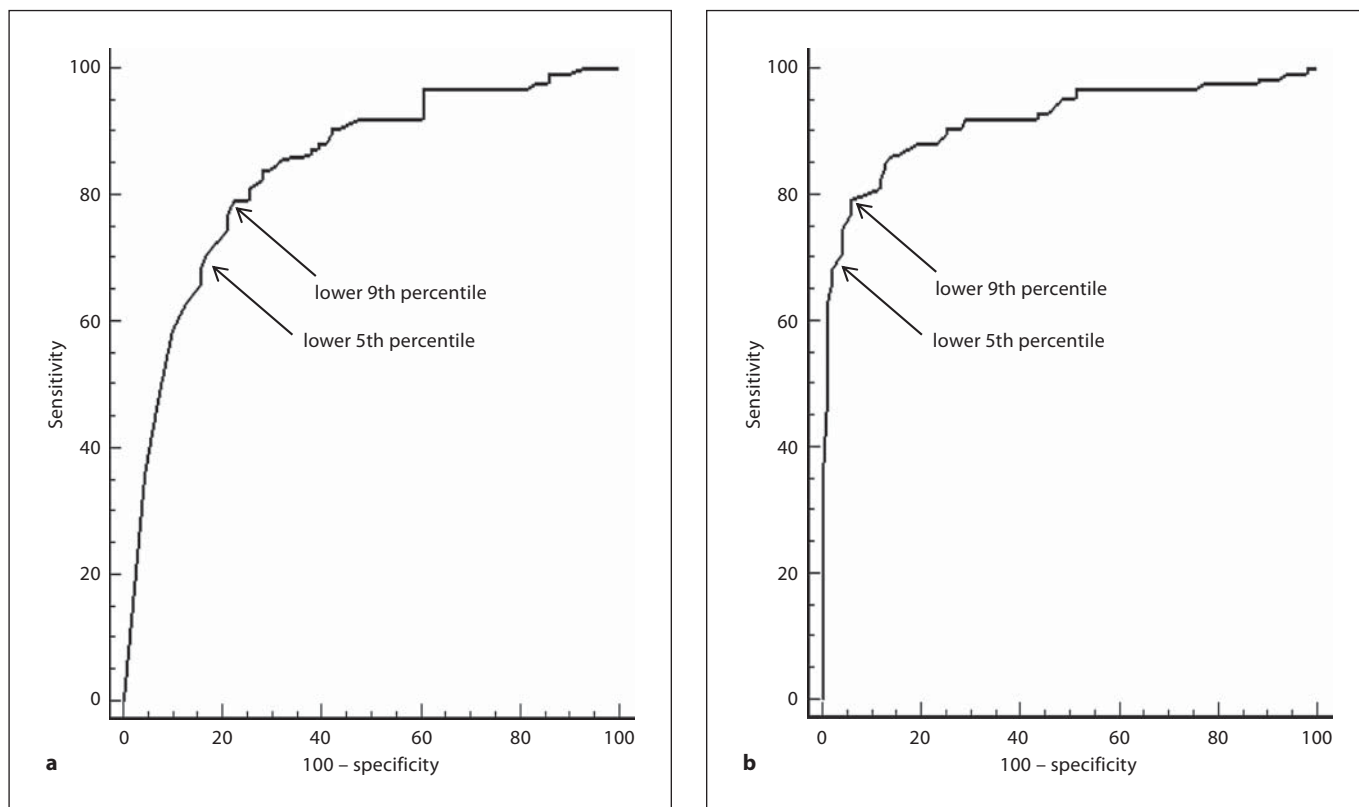 100
80
60
40
20
0
Sensitivity
lower 9th percentile
lower 5th percentile
0 20 40 60 80 100
100 – specificity
a
100
80
60
40
20
0
Sensitivity
lower 9th percentile
lower 5th percentile
0 20 40 60 80 100
100 – specificity
b